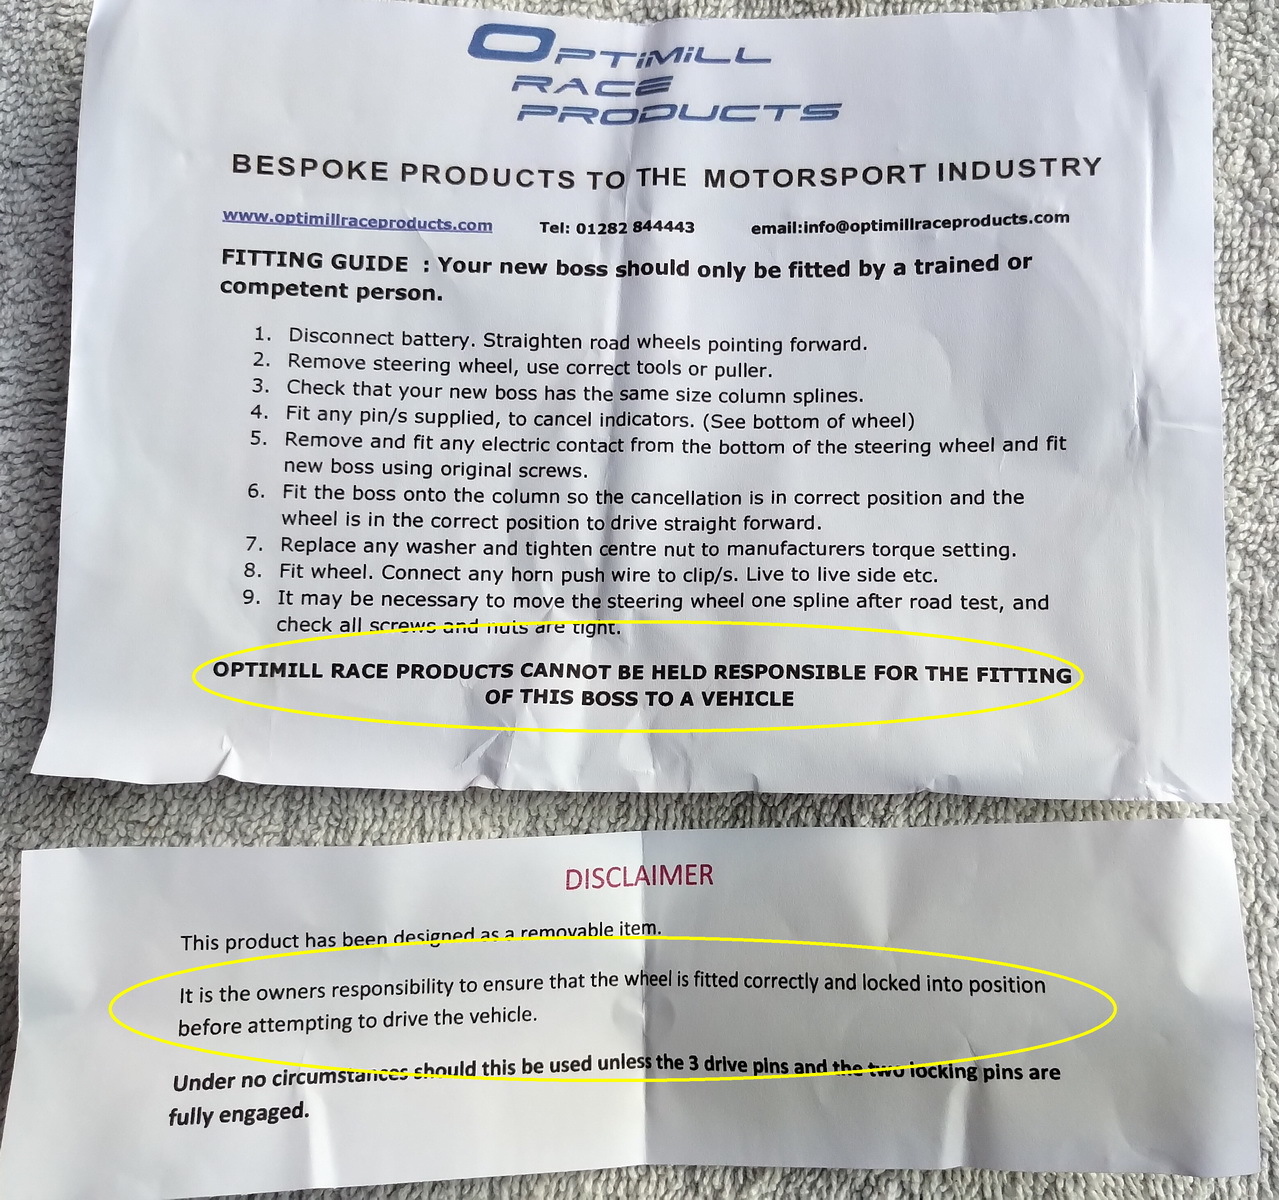 OPTIMILL
RACE
PRODUCTS
BESPOKE PRODUCTS TO THE MOTORSPORT INDUSTRY
www.optimillraceproducts.com Tel: 01282 844443 email:info@optimillraceproducts.com
FITTING GUIDE : Your new boss should only be fitted by a trained or
competent person.
1. Disconnect battery. Straighten road wheels pointing forward.
2. Remove steering wheel, use correct tools or puller.
3. Check that your new boss has the same size column splines.
4. Fit any pin/s supplied, to cancel indicators. (See bottom of wheel)
5. Remove and fit any electric contact from the bottom of the steering wheel and fit
new boss using original screws.
6. Fit the boss onto the column so the cancellation is in correct position and the
wheel is in the correct position to drive straight forward.
7. Replace any washer and tighten centre nut to manufacturers torque setting.
8. Fit wheel. Connect any horn push wire to clip/s. Live to live side etc.
9. It may be necessary to move the steering wheel one spline after road test, and
check all screws and nuts are tight.
OPTIMILL RACE PRODUCTS CANNOT BE HELD RESPONSIBLE FOR THE FITTING
OF THIS BOSS TO A VEHICLE
DISCLAIMER
This product has been designed as a removable item.
It is the owners responsibility to ensure that the wheel is fitted correctly and locked into position
before attempting to drive the vehicle.
Under no circumstances should this be used unless the 3 drive pins and the two locking pins are
fully engaged.